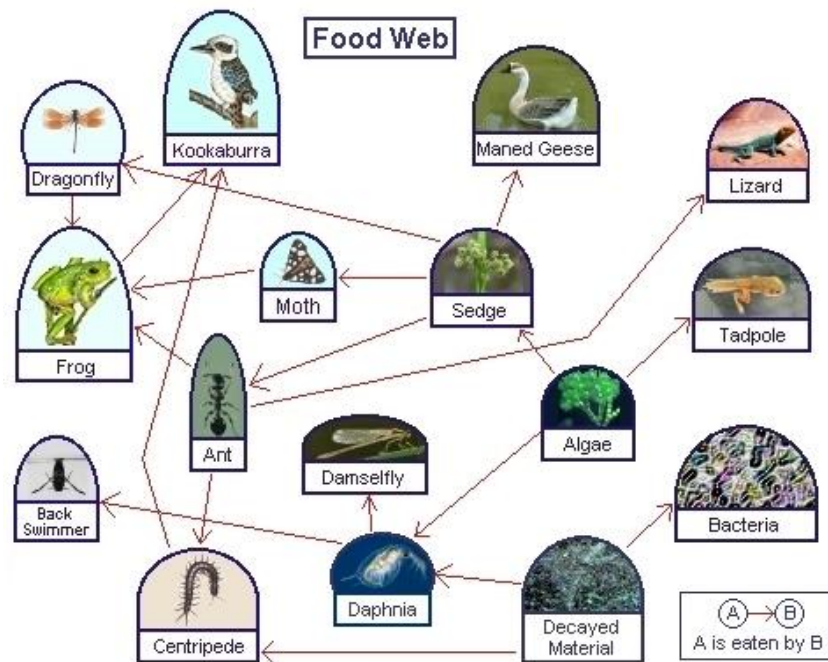 Food Web
Kookaburra
Maned Geese
Dragonfly
Lizard
Moth
Sedge
Tadpole
Frog
Ant
Algae
Damselfly
Back
Swimmer
Bacteria
Daphnia
Centripede
Decayed
Material
A B
A is eaten by B